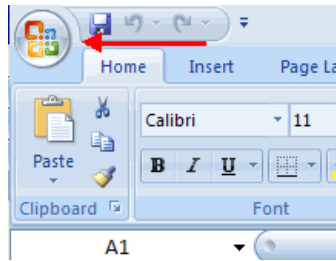 Home Insert Page La
Calibri 11
Paste B I U
Clipboard Font
A1